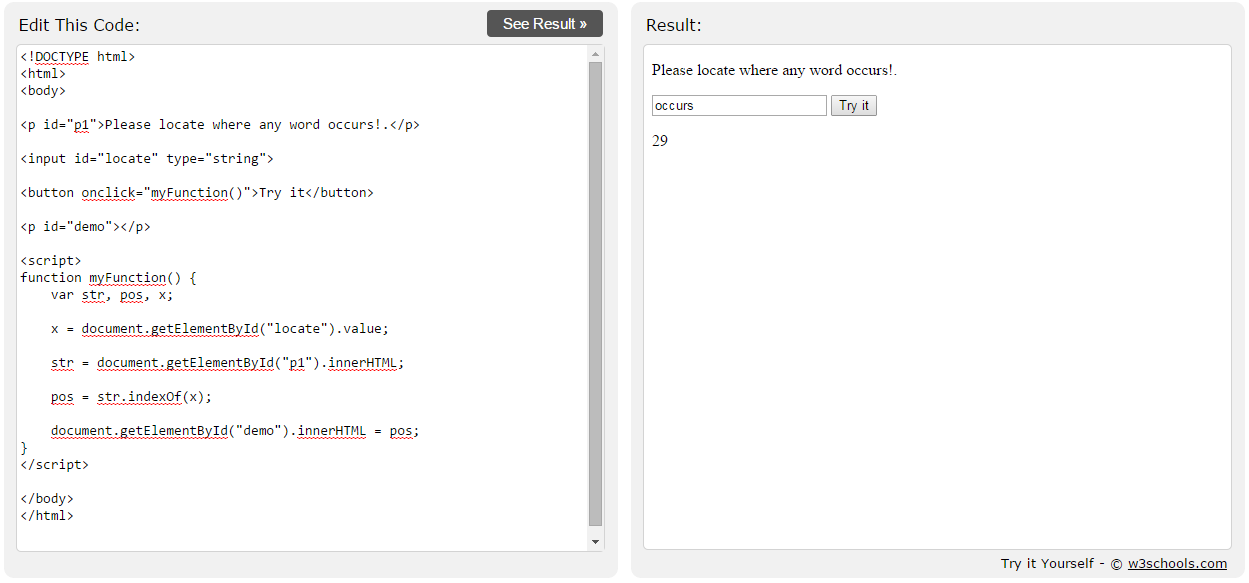 Edit This Code:
See Result »
<!DOCTYPE html>
<html>
<body>
<p id="p1">Please locate where any word occurs!.</p>
<input id="locate" type="string">
<button onclick="myFunction()">Try it</button>
<p id="demo"></p>
<script>
function myFunction() {
    var str, pos, x;
    x = document.getElementById("locate").value;
    str = document.getElementById("p1").innerHTML;
    pos = str.indexOf(x);
    document.getElementById("demo").innerHTML = pos;
}
</script>
</body>
</html>
Result:
Please locate where any word occurs!.
occurs Try it
29
Try it Yourself - © w3schools.com